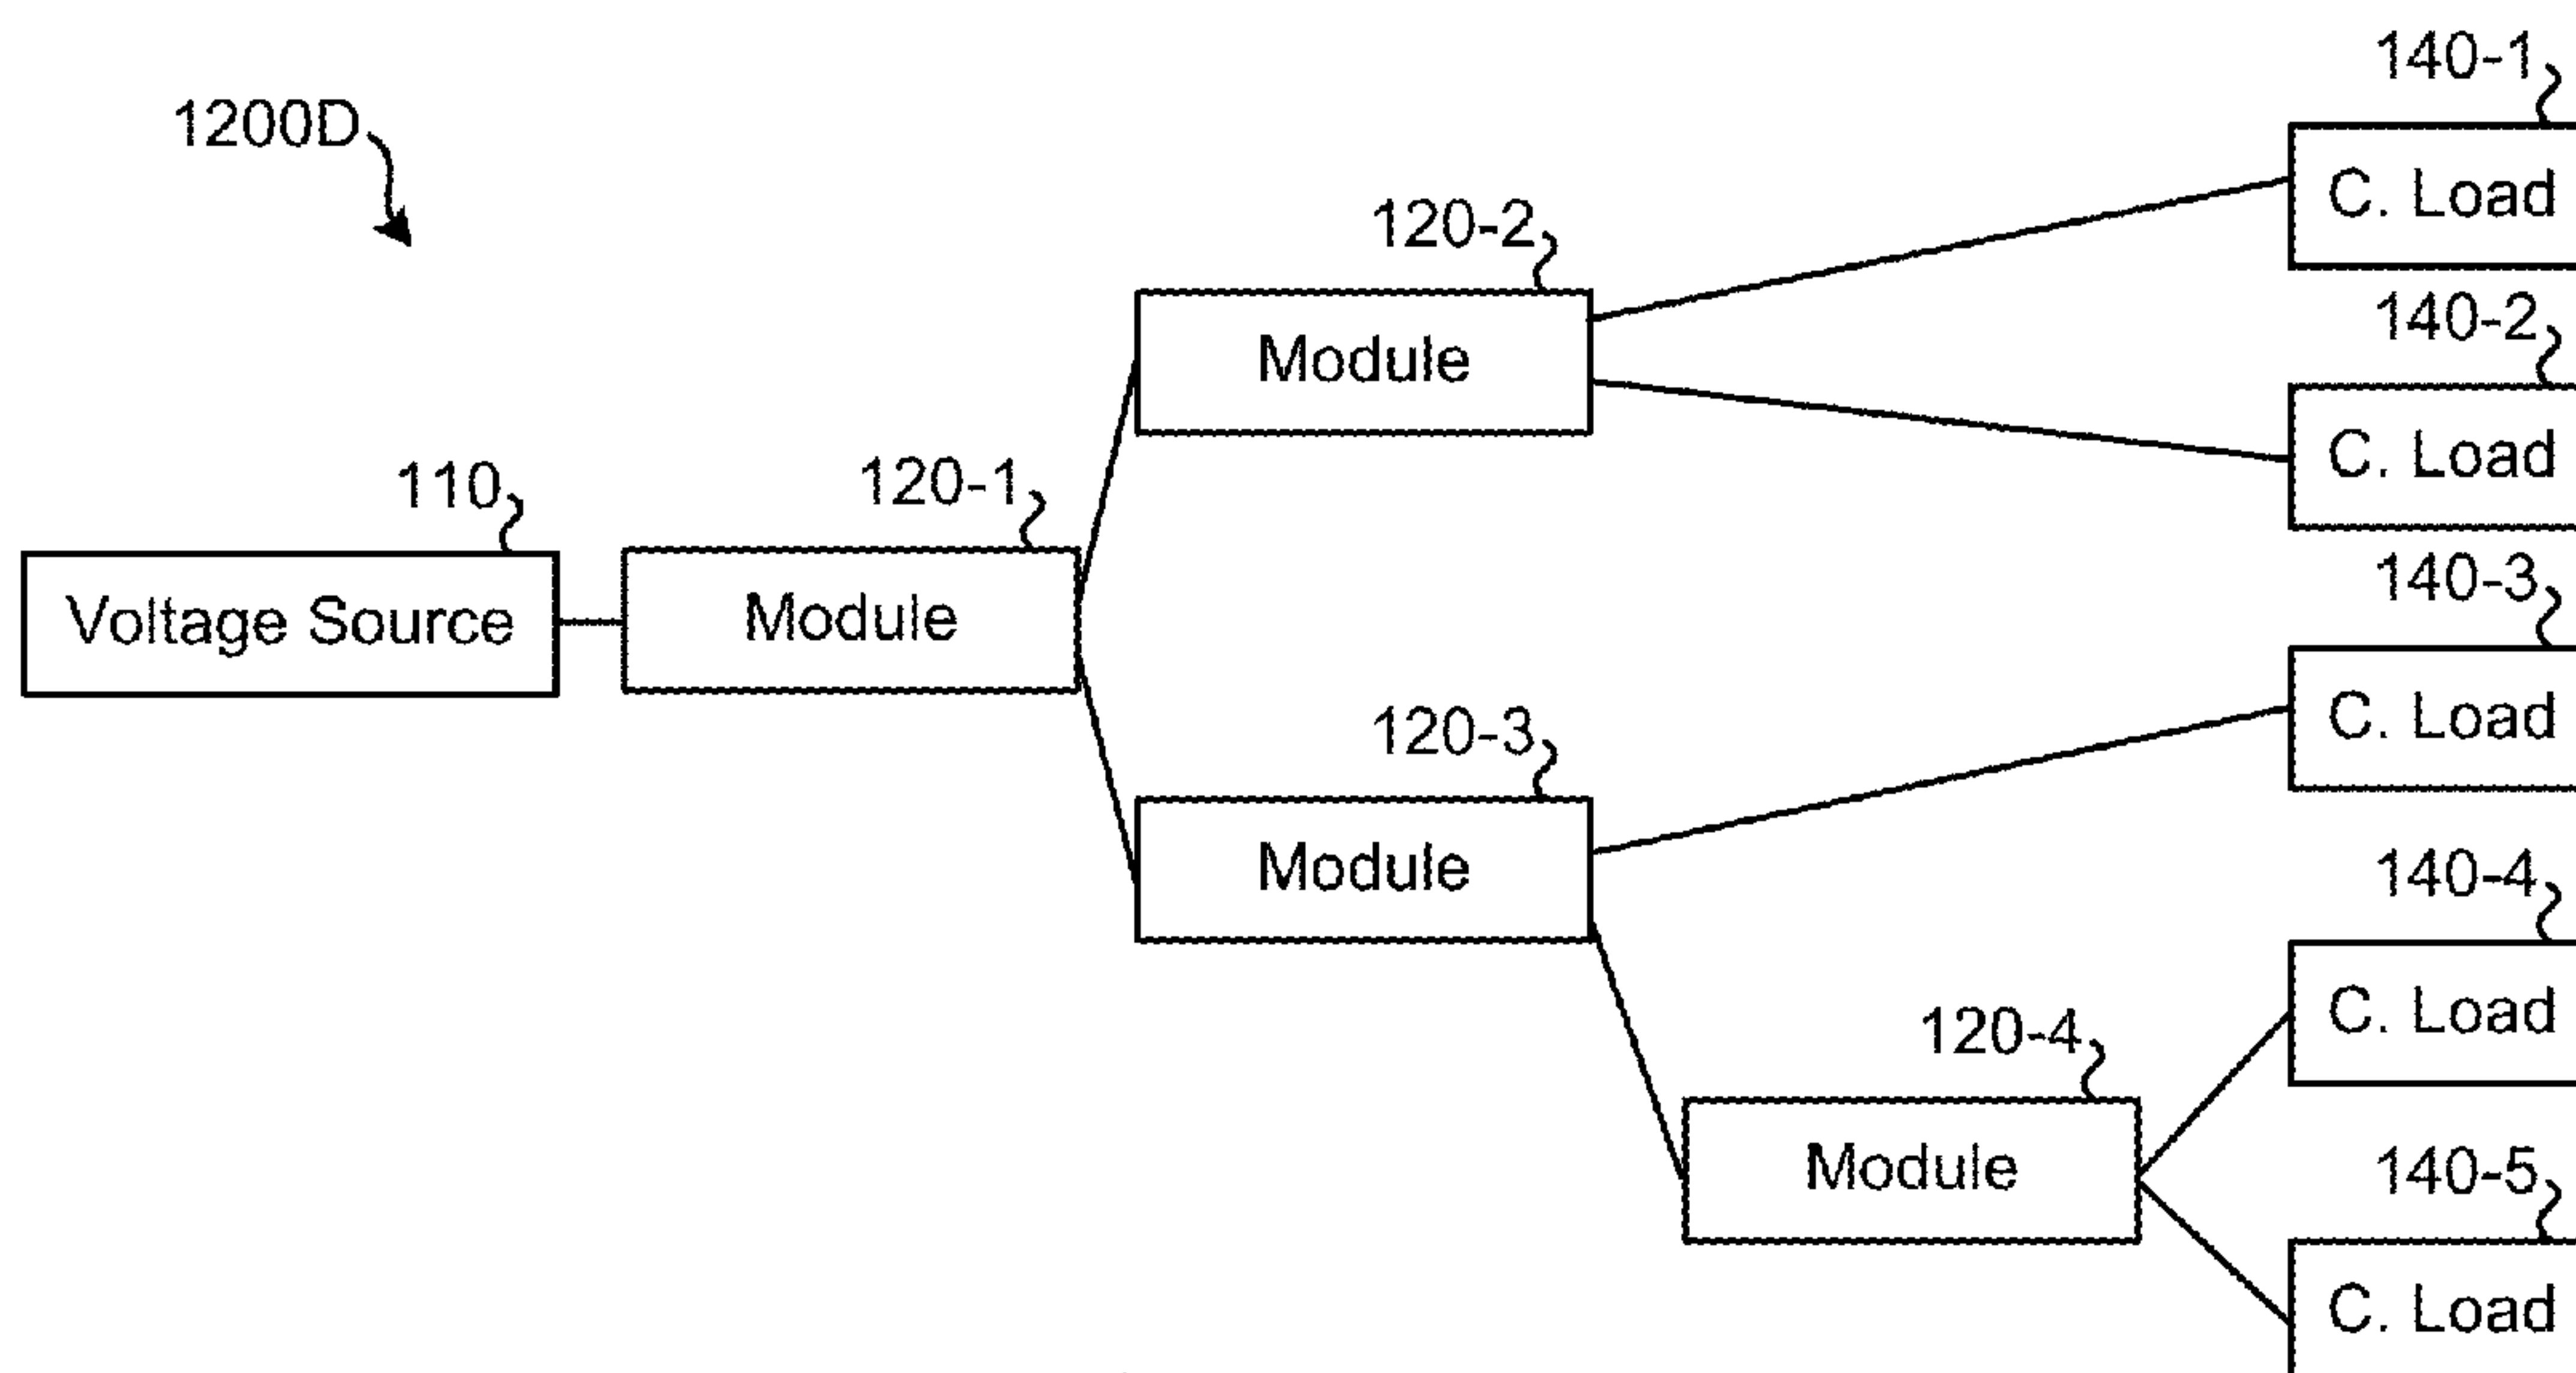 140-1
1200D
C. Load
120-2
140-2
Module
C. Load
110
120-1
140-3
Voltage Source
Module
C. Load
120-3
Module
140-4
C. Load
120-4
Module
140-5
C. Load